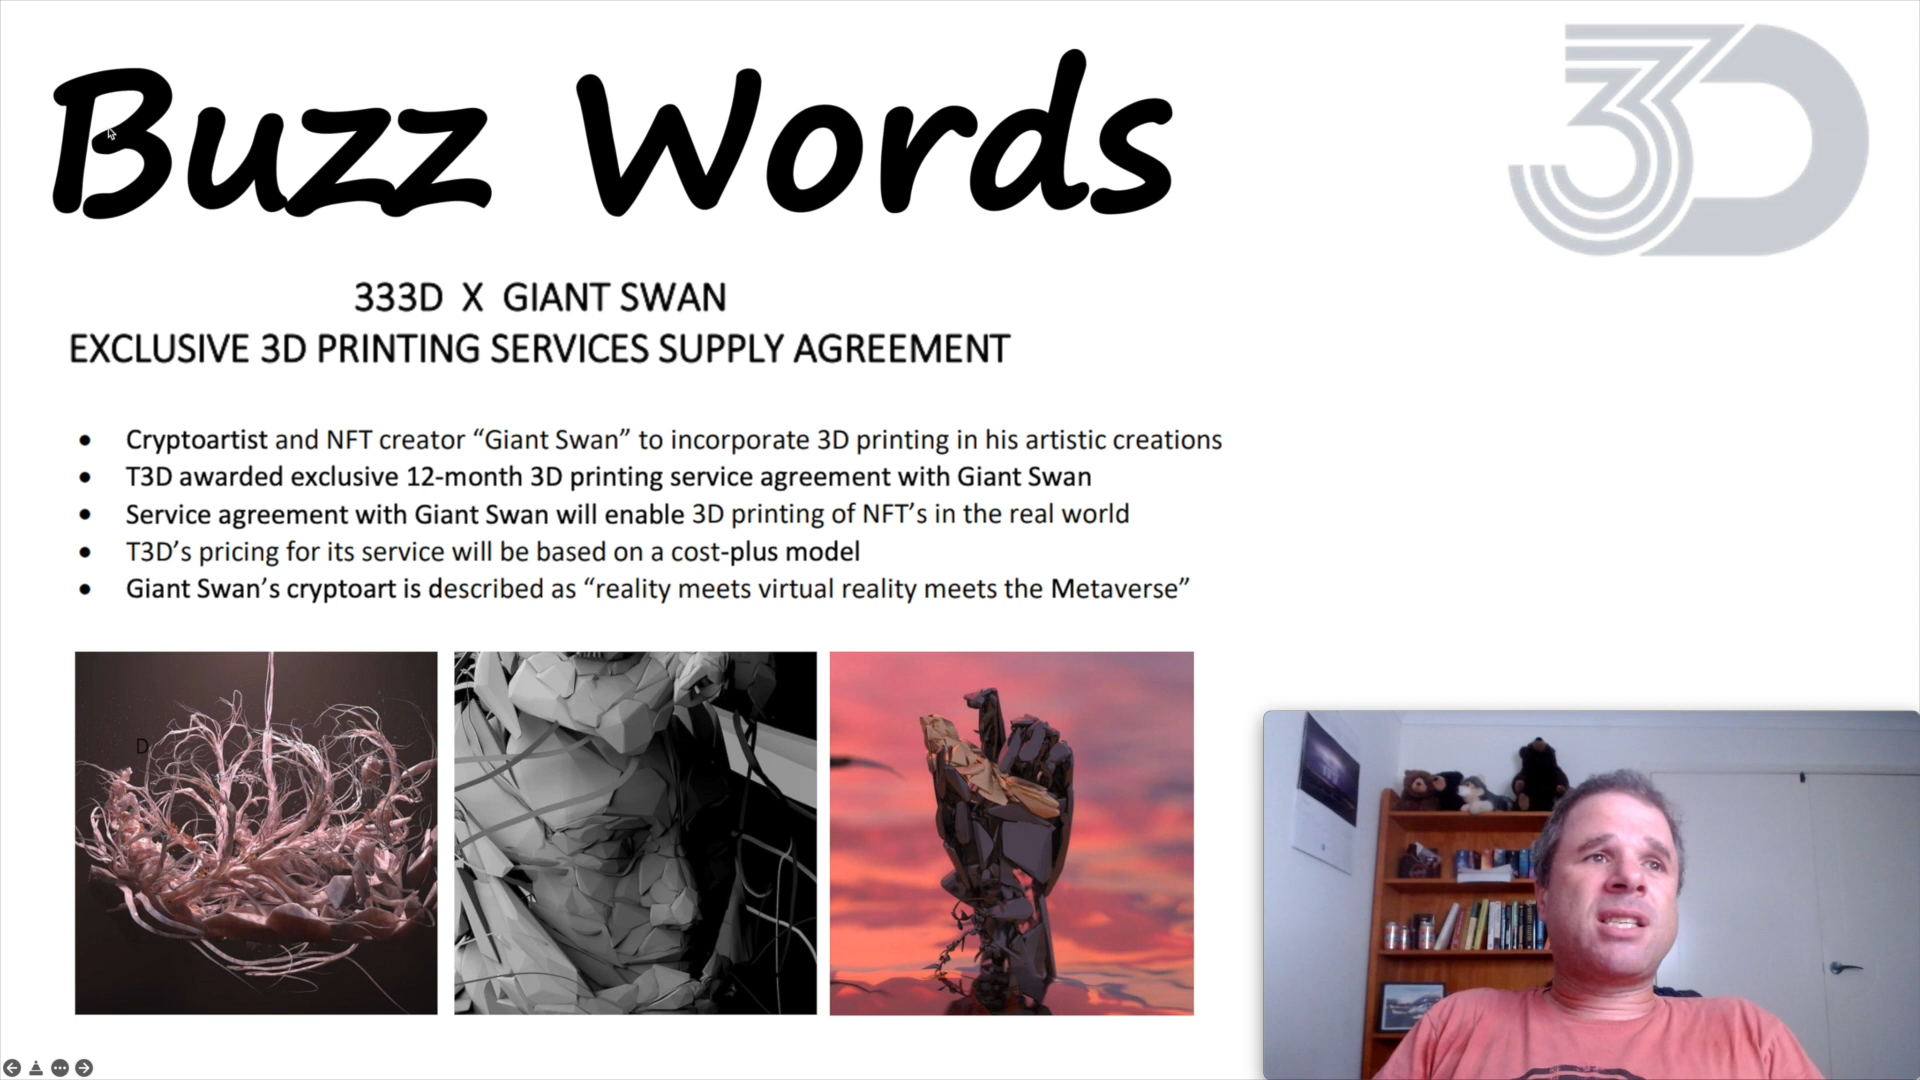 Buzz Words
33D
333D X GIANT SWAN
EXCLUSIVE 3D PRINTING SERVICES SUPPLY AGREEMENT
• Cryptoartist and NFT creator “Giant Swan” to incorporate 3D printing in his artistic creations
• T3D awarded exclusive 12-month 3D printing service agreement with Giant Swan
• Service agreement with Giant Swan will enable 3D printing of NFT’s in the real world
• T3D’s pricing for its service will be based on a cost-plus model
• Giant Swan’s cryptoart is described as “reality meets virtual reality meets the Metaverse”
D